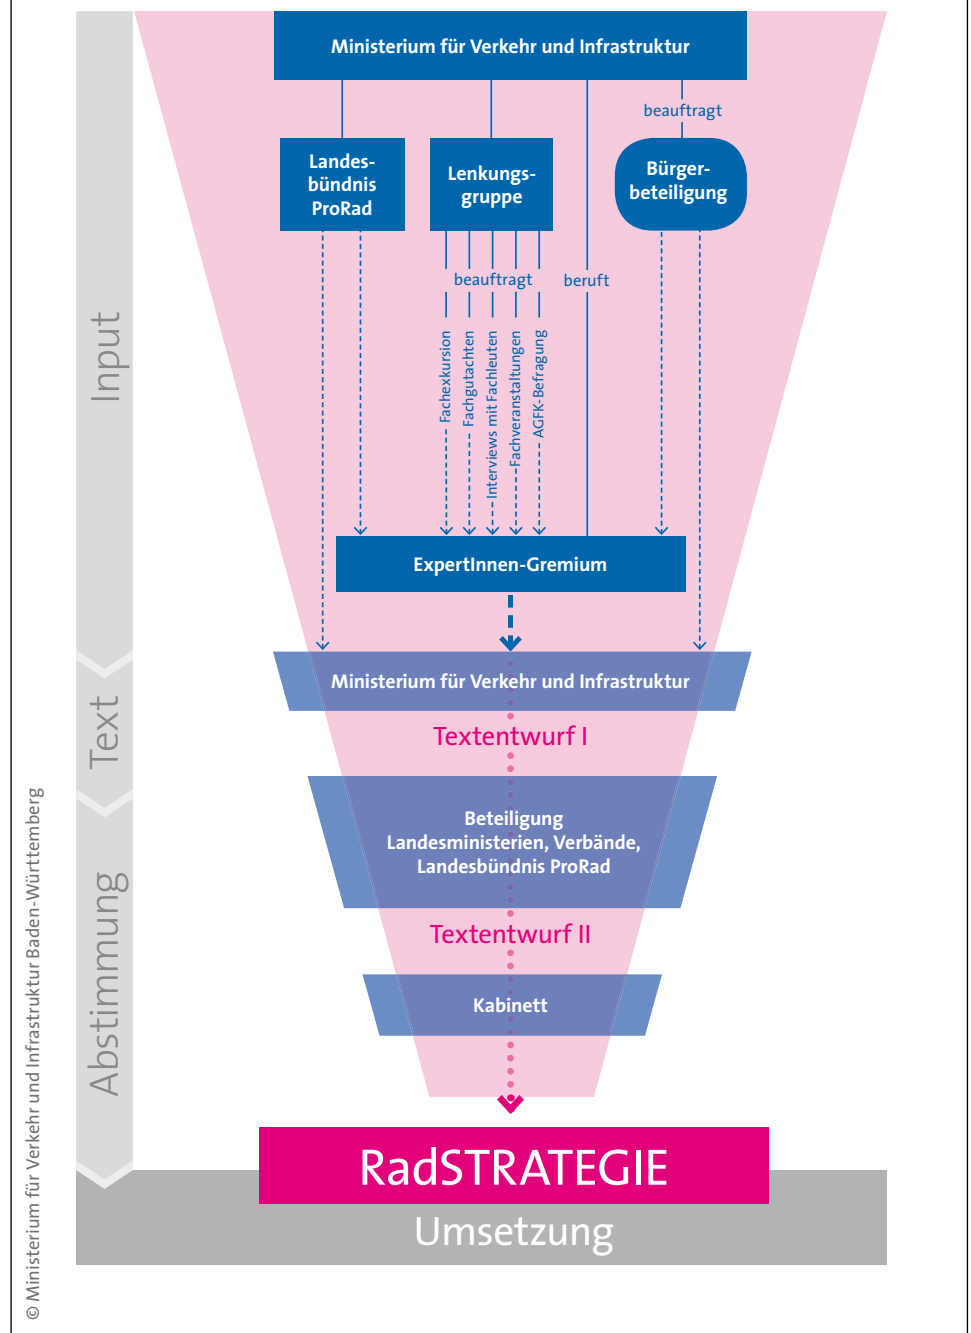 Ministerium für Verkehr und Infrastruktur
beauftragt
Landes-
bündnis
ProRad
Lenkungs-
gruppe
Bürger-
beteiligung
beauftragt
beruft
Fachexkursion
Fachgutachten
Interviews mit Fachleuten
Fachveranstaltungen
AGFK-Befragung
ExpertInnen-Gremium
Input
Ministerium für Verkehr und Infrastruktur
Text
Textentwurf I
Beteiligung
Landesministerien, Verbände,
Landesbündnis ProRad
Abstimmung
Textentwurf II
Kabinett
RadSTRATEGIE
Umsetzung
© Ministerium für Verkehr und Infrastruktur Baden-Württemberg